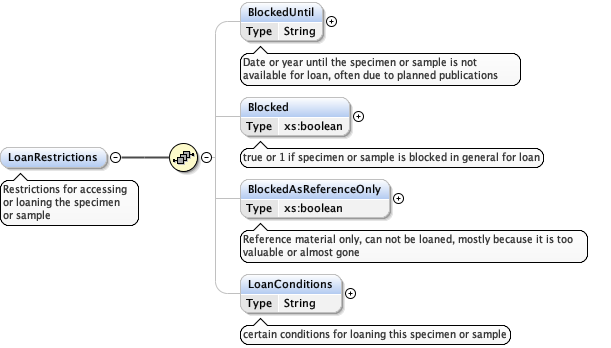 BlockedUntil
Type String
Date or year until the specimen or sample is not
available for loan, often due to planned publications
Blocked
Type xs:boolean
true or 1 if specimen or sample is blocked in general for loan
LoanRestrictions
Restrictions for accessing
or loaning the specimen
or sample
BlockedAsReferenceOnly
Type xs:boolean
Reference material only, can not be loaned, mostly because it is too
valuable or almost gone
LoanConditions
Type String
certain conditions for loaning this specimen or sample